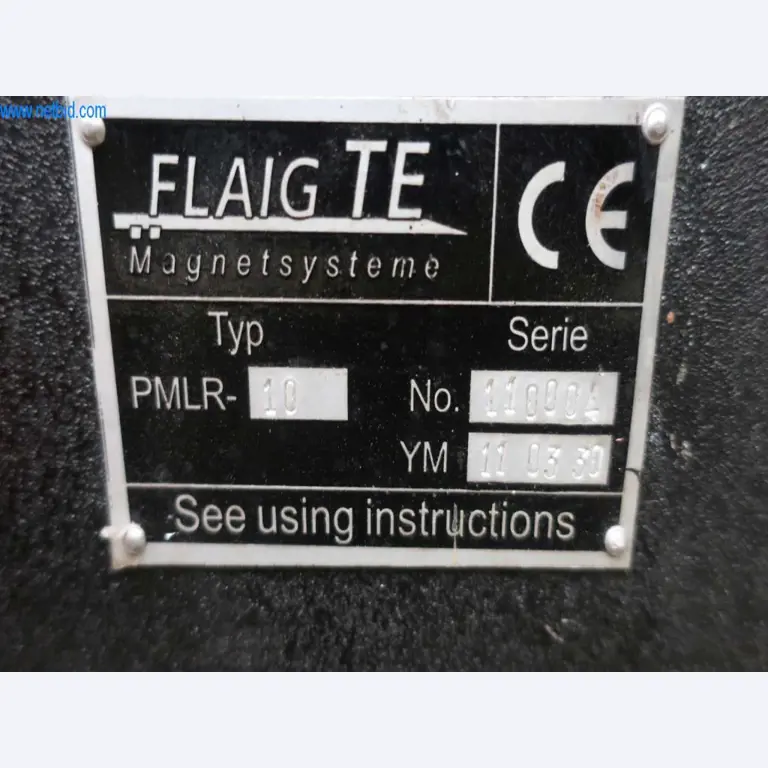 www.netbid.com
FLAIG TE
Magnetsysteme
CE
Typ
Serie
PMLR- 10
No. 110004
YM 11 03 30
See using instructions